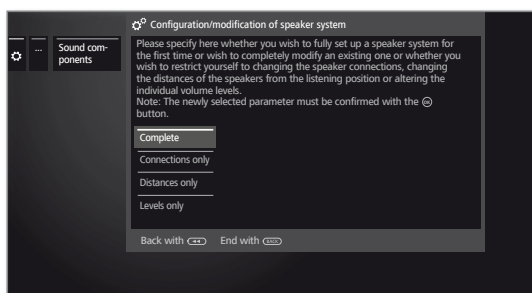 Configuration/modification of speaker system
...
Sound com-
ponents
Please specify here whether you wish to fully set up a speaker system for
the first time or wish to completely modify an existing one or whether you
wish to restrict yourself to changing the speaker connections, changing
the distances of the speakers from the listening position or altering the
individual volume levels.
Note: The newly selected parameter must be confirmed with the OK
button.
Complete
Connections only
Distances only
Levels only
Back with End with BACK